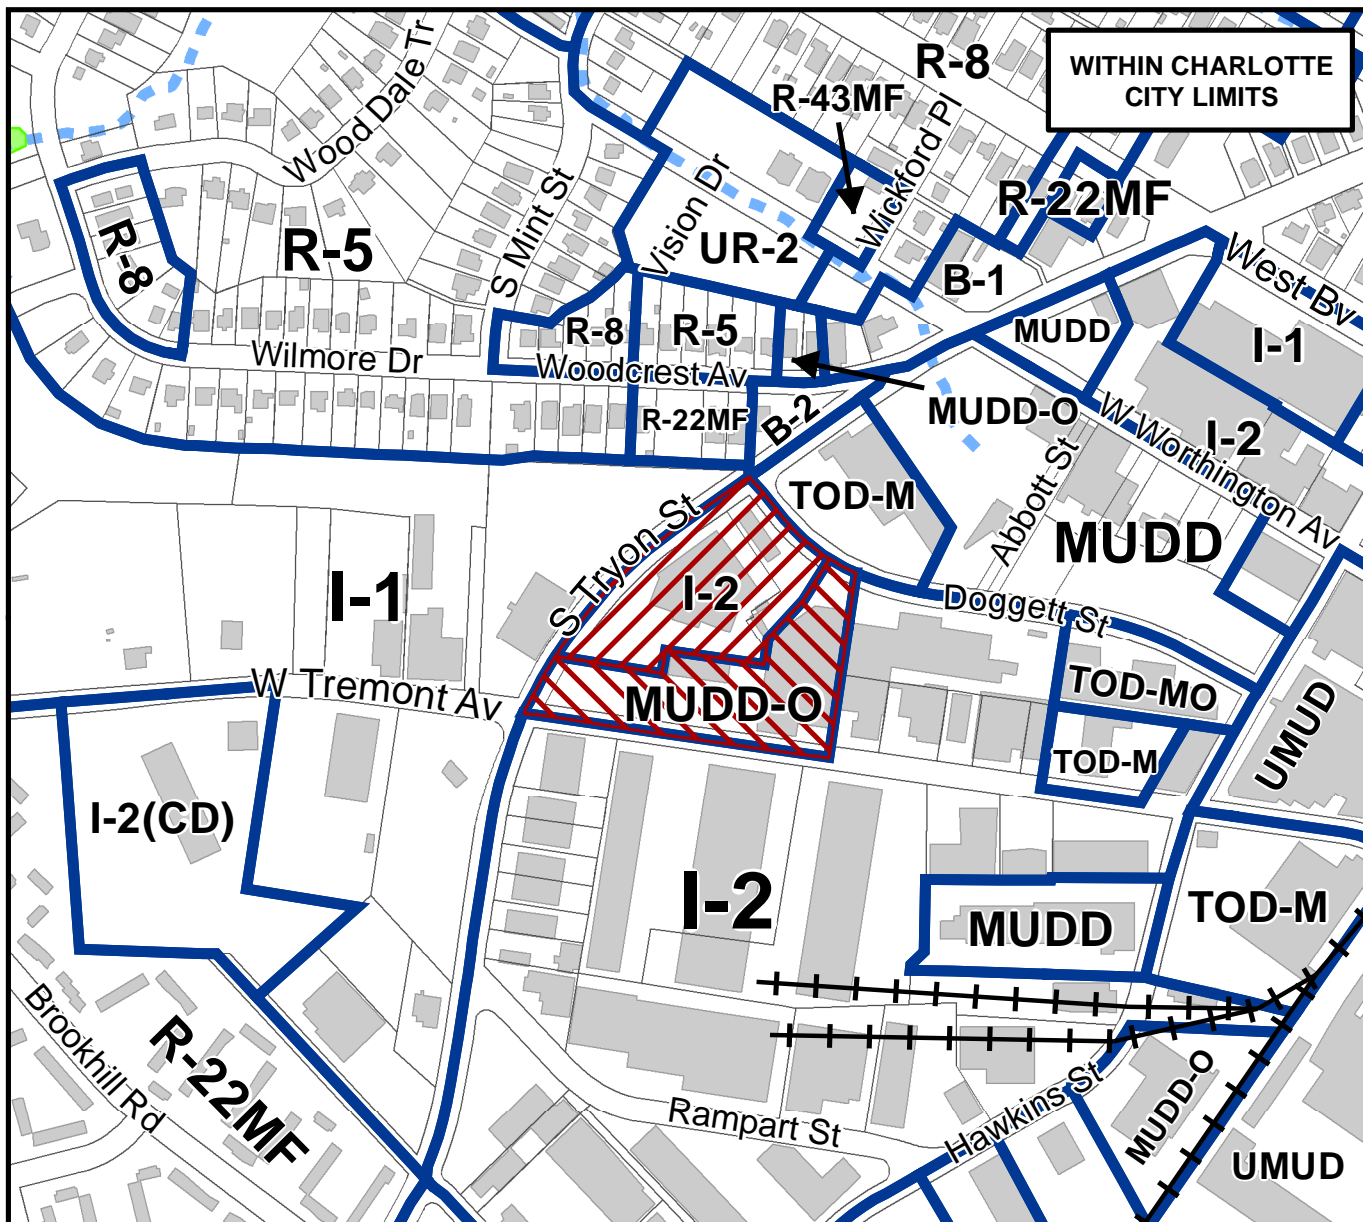 R-8
WITHIN CHARLOTTE
CITY LIMITS
Wood Dale Tr
R-43MF
Wickford Pl
S Mint St
Vision Dr
R-22MF
R-8
R-5
UR-2
B-1
West Bv
R-8
R-5
MUDD
I-1
Wilmore Dr
Woodcrest Av
R-22MF
B-2
MUDD-O
W Worthington Av
I-2
Abbott St
TOD-M
MUDD
S Tryon St
I-1
I-2
Doggett St
W Tremont Av
MUDD-O
TOD-MO
UMUD
TOD-M
I-2(CD)
I-2
MUDD
TOD-M
Brookhill Rd
R-22MF
Rampart St
Hawkins St
MUDD-O
UMUD